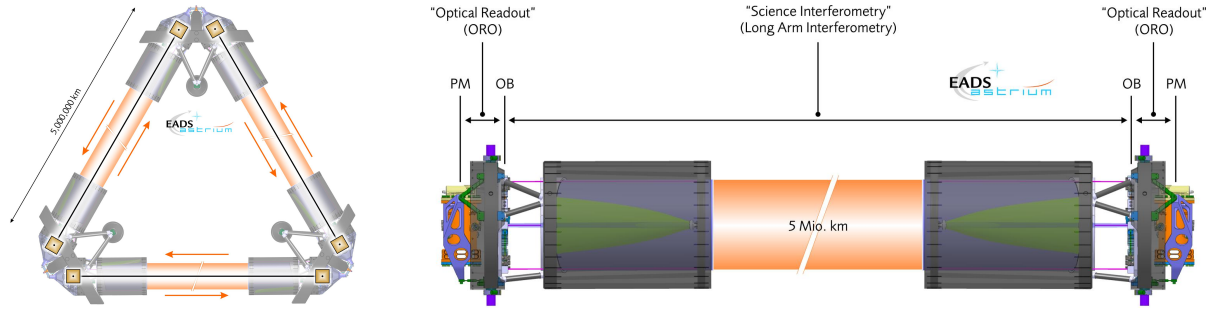 5,000,000 km
EADS
astrium
"Optical Readout"
(ORO)
"Science Interferometry"
(Long Arm Interferometry)
"Optical Readout"
(ORO)
EADS
astrium
PM
OB
OB
PM
5 Mio. km